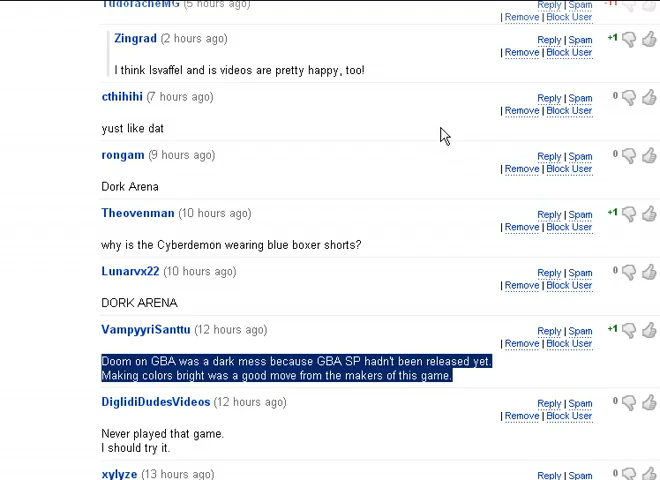 TudoracheMG (5 hours ago) Reply | Spam -11
| Remove | Block User
Zingrad (2 hours ago) Reply | Spam +1
| Remove | Block User
I think Isvaffel and is videos are pretty happy, too!
cthihihi (7 hours ago) Reply | Spam 0
| Remove | Block User
yust like dat
rongam (9 hours ago) Reply | Spam 0
| Remove | Block User
Dork Arena
Theovenman (10 hours ago) Reply | Spam +1
| Remove | Block User
why is the Cyberdemon wearing blue boxer shorts?
Lunarvx22 (10 hours ago) Reply | Spam 0
| Remove | Block User
DORK ARENA
VampyyriSanttu (12 hours ago) Reply | Spam +1
| Remove | Block User
Doom on GBA was a dark mess because GBA SP hadn't been released yet.
Making colors bright was a good move from the makers of this game.
DiglidiDudesVideos (12 hours ago) Reply | Spam 0
| Remove | Block User
Never played that game.
I should try it.
xylyze (13 hours ago) Reply | Spam 0